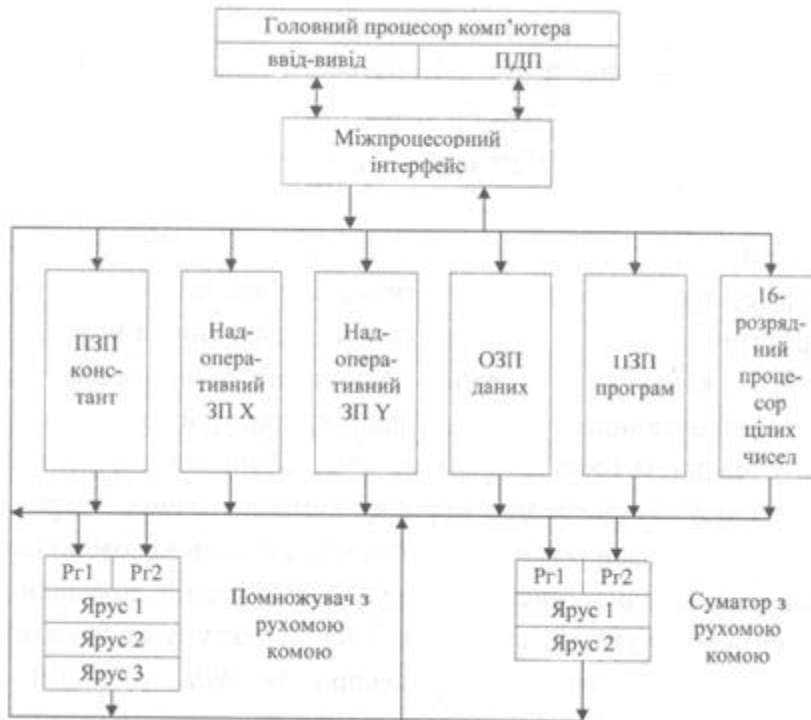 Головний процесор комп’ютера
ввід-вивід
ПДП
Міжпроцесорний
інтерфейс
ПЗП
конс-
тант
Над-
опера-
тивний
ЗП X
Над-
опера-
тивний
ЗП Y
ОЗП
даних
ПЗП
програм
16-
розряд-
ний
проце-
сор
цілих
чисел
Рг1
Рг2
Ярус 1
Ярус 2
Ярус 3
Помножувач з
рухомою
комою
Рг1
Рг2
Ярус 1
Ярус 2
Суматор з
рухомою
комою